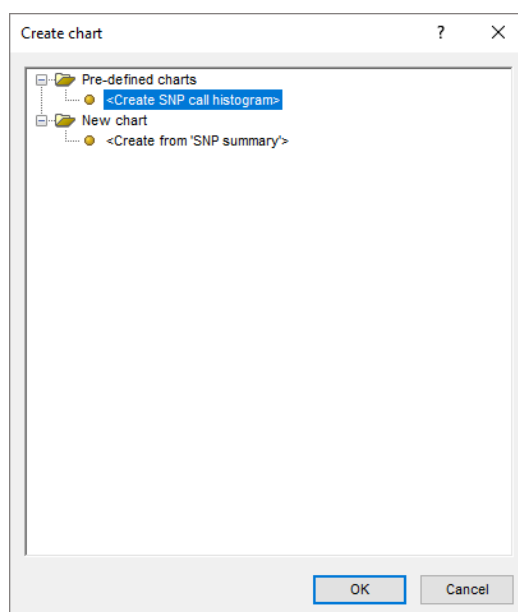 Create chart
?
Pre-defined charts
<Create SNP call histogram>
New chart
<Create from 'SNP summary'>
OK
Cancel